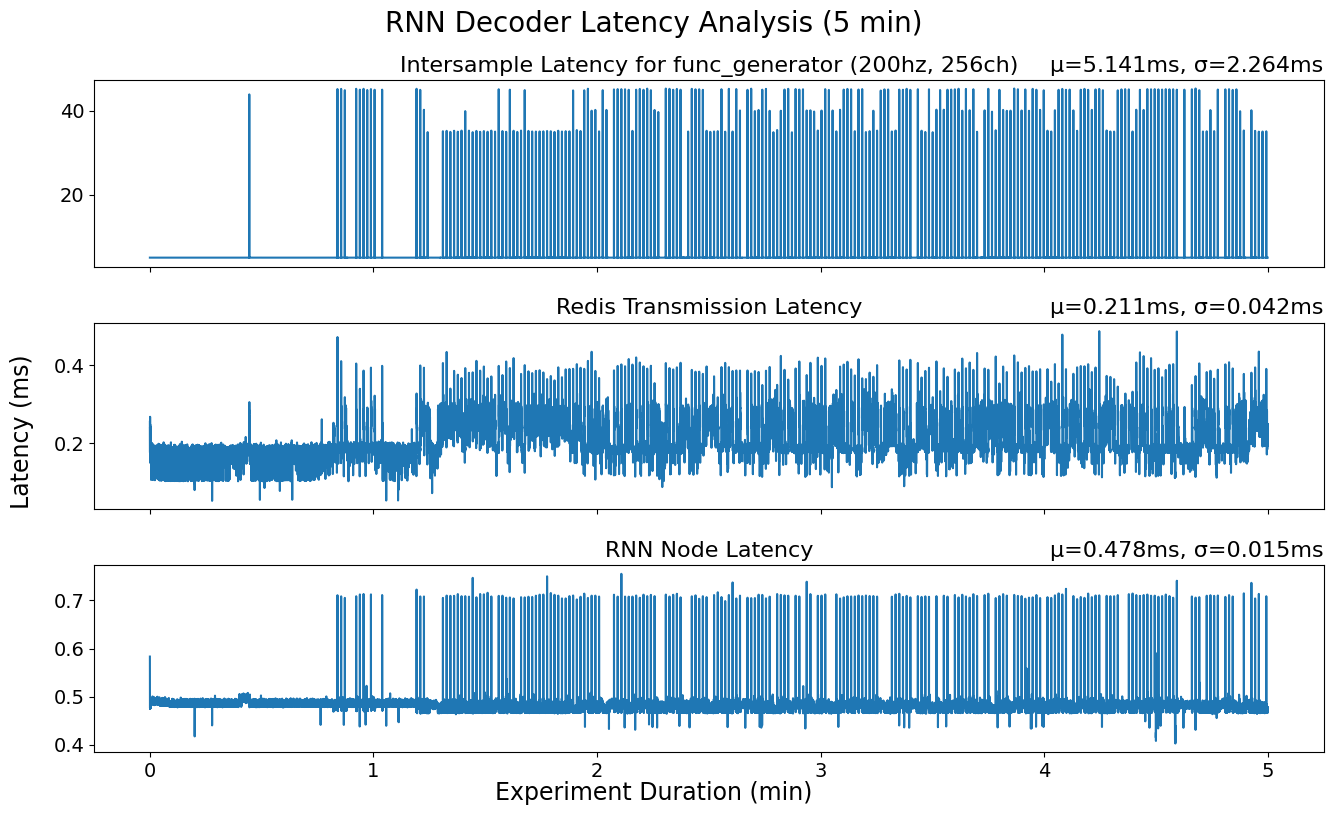 RNN Decoder Latency Analysis (5 min)
Intersample Latency for func_generator (200hz, 256ch) μ=5.141ms, σ=2.264ms
40
20
Redis Transmission Latency μ=0.211ms, σ=0.042ms
0.4
0.2
Latency (ms)
RNN Node Latency μ=0.478ms, σ=0.015ms
0.7
0.6
0.5
0.4
0 1 2 3 4 5
Experiment Duration (min)